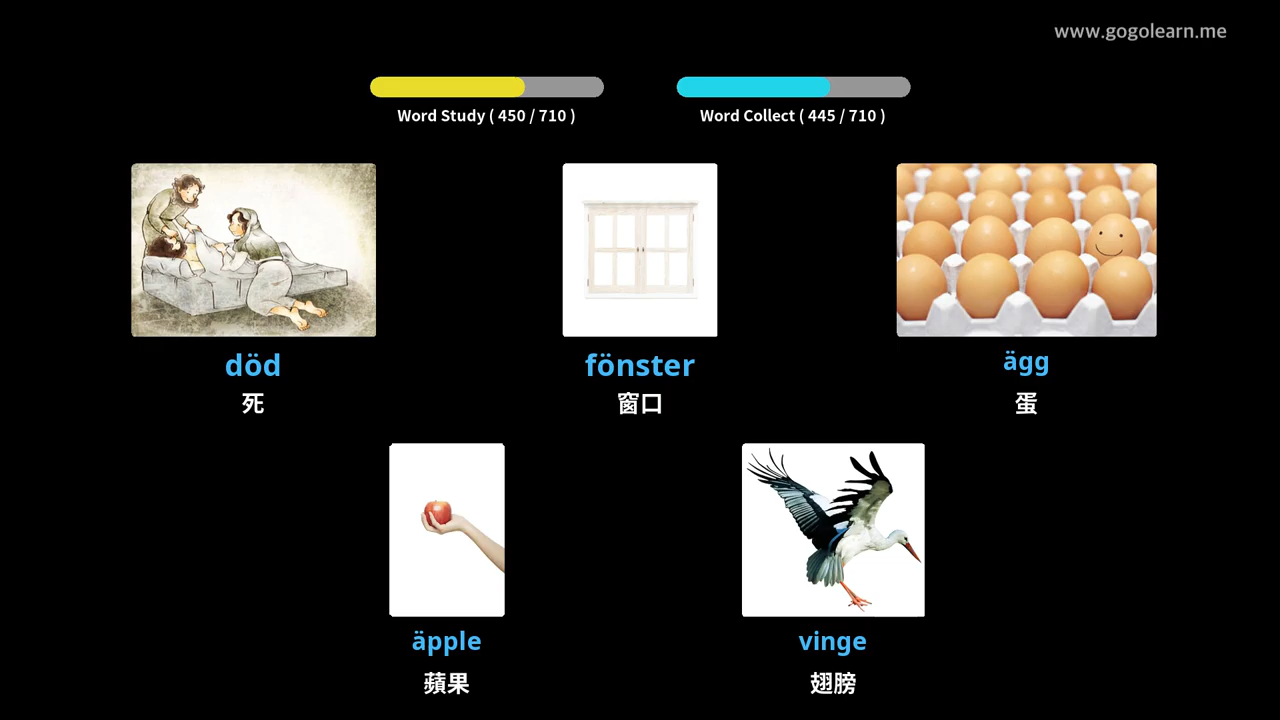 www.gogolearn.me
Word Study ( 450 / 710 )
Word Collect ( 445 / 710 )
död
死
fönster
窗口
ägg
蛋
äpple
蘋果
vinge
翅膀